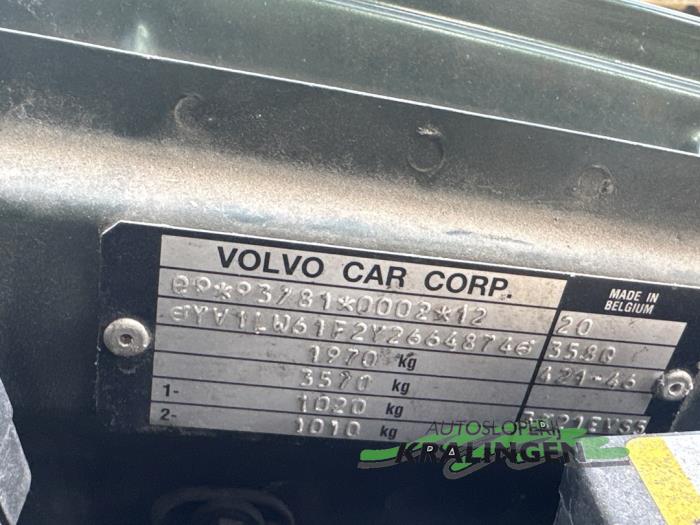 VOLVO CAR CORP.
MADE IN
BELGIUM
e9*93/81*0002*12
20
YV1LW61F2Y2664874
3580
1970 kg
421-46
3570 kg
1- 1020 kg
2- 1010 kg
AUTOSLOPERIJ
KRALINGEN